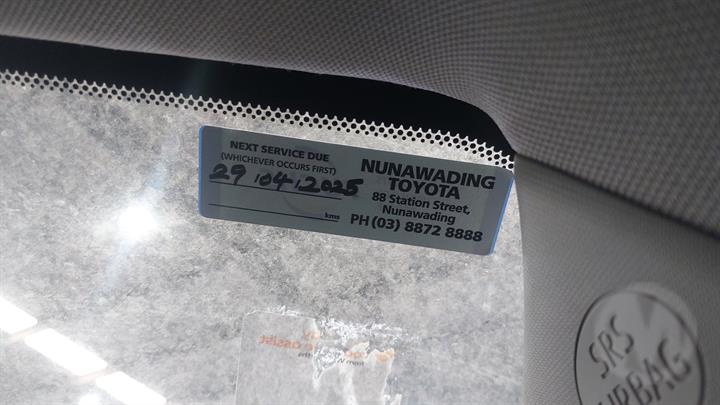 NEXT SERVICE DUE
(WHICHEVER OCCURS FIRST)
29.04.2025
kms
NUNAWADING
TOYOTA
88 Station Street,
Nunawading
PH (03) 8872 8888
assist
SRS
AIRBAG